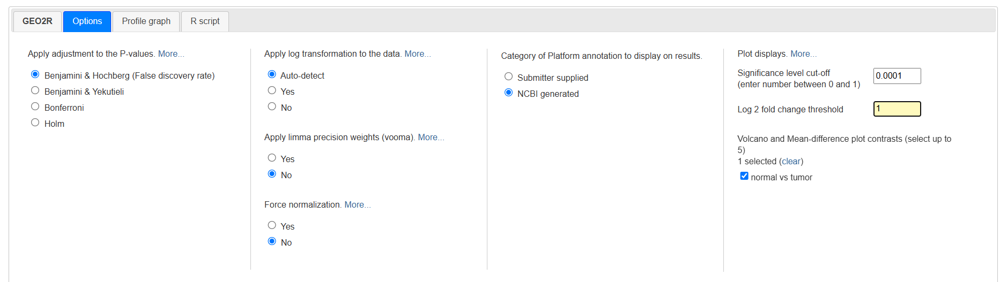 GEO2R
Options
Profile graph
R script
Apply adjustment to the P-values. More...
Benjamini & Hochberg (False discovery rate)
Benjamini & Yekutieli
Bonferroni
Holm
Apply log transformation to the data. More...
Auto-detect
Yes
No
Apply limma precision weights (vooma). More...
Yes
No
Force normalization. More...
Yes
No
Category of Platform annotation to display on results.
Submitter supplied
NCBI generated
Plot displays. More...
Significance level cut-off
(enter number between 0 and 1)
0.0001
Log 2 fold change threshold
1
Volcano and Mean-difference plot contrasts (select up to
5)
1 selected (clear)
normal vs tumor